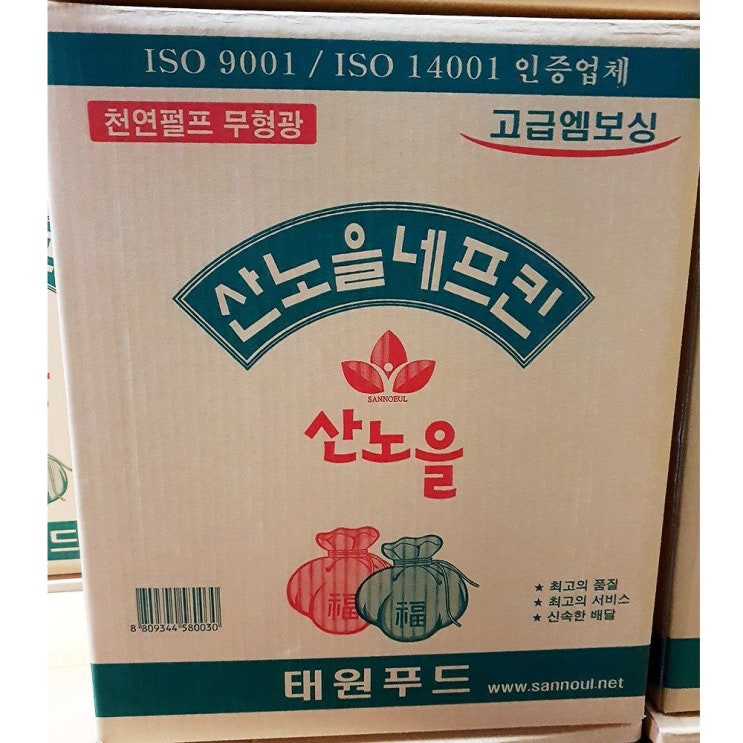 ISO 9001 / ISO 14001 인증업체
천연펄프 무형광
고급엠보싱
산노을네프킨
SANNOEUL
산노을
福
福
★ 최고의 품질
★ 최고의 서비스
★ 신속한 배달
8 809344 580030
태원푸드 www.sannoul.net
드